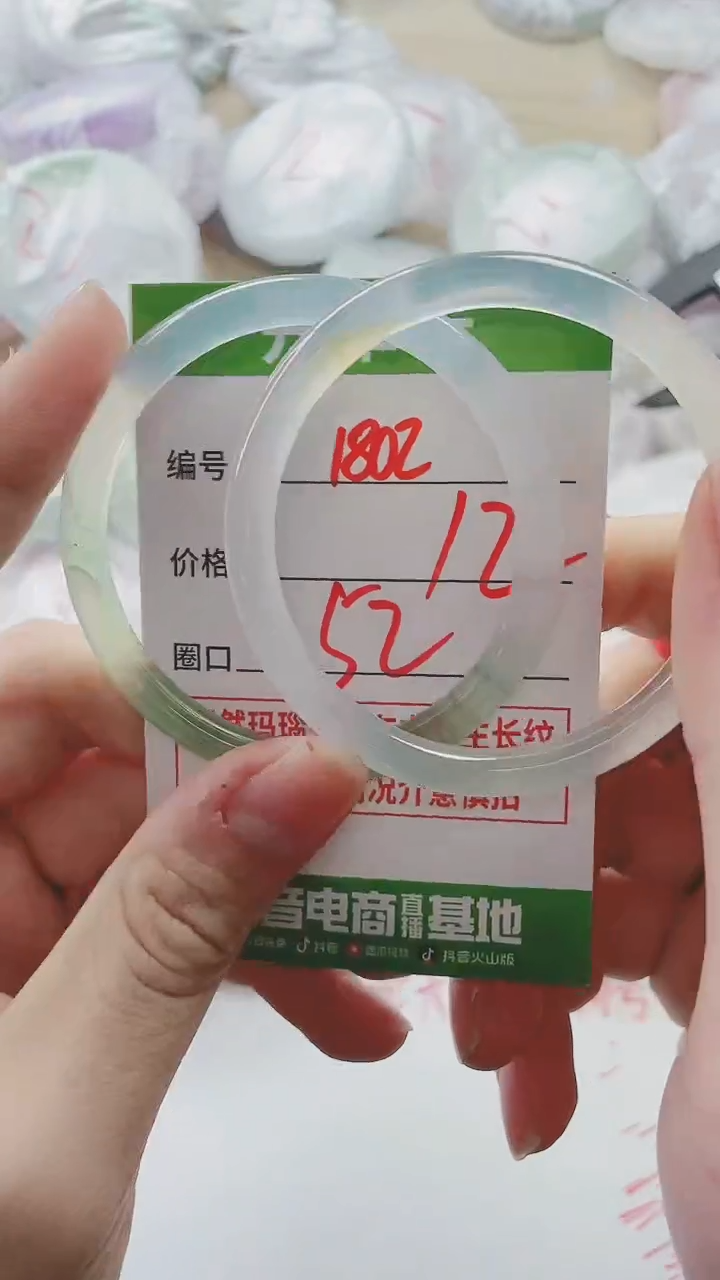 编号 1802
价格 12
圈口 52
然玛瑙 生长纹
况介意慎拍
音电商直播基地
抖音 抖音火山版